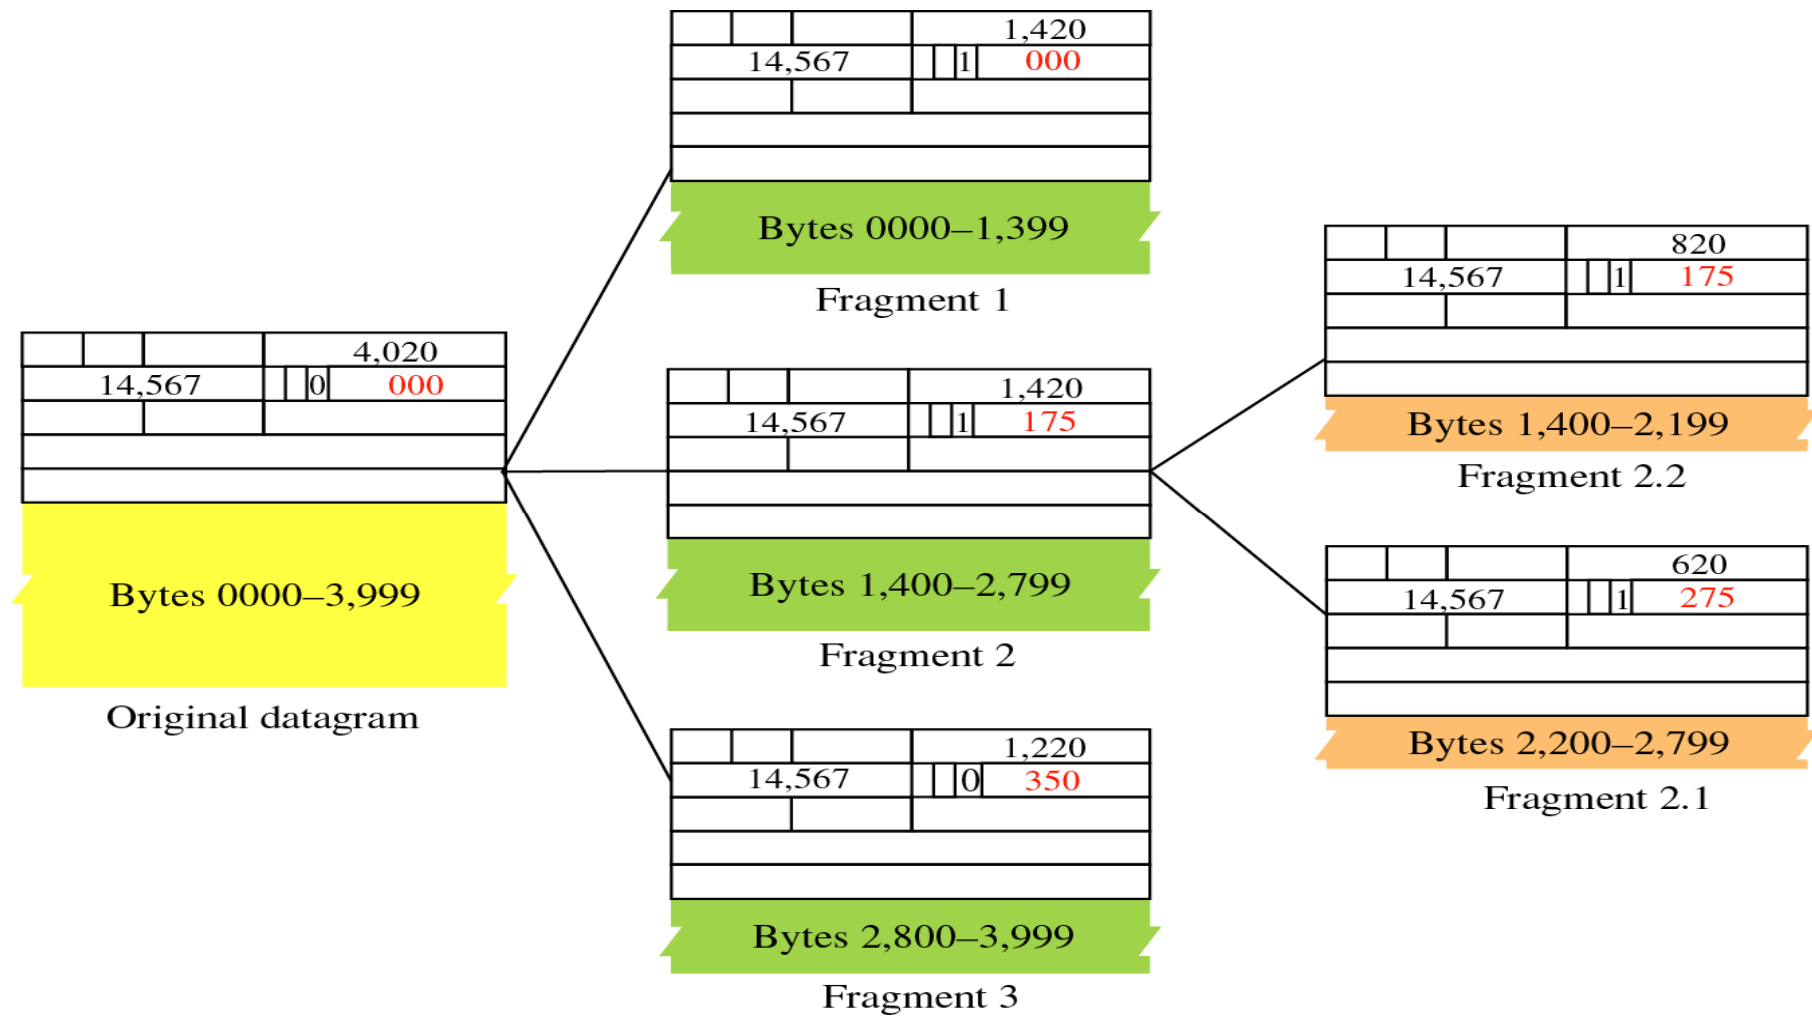 4,020
14,567 0 000
Bytes 0000–3,999
Original datagram
1,420
14,567 1 000
Bytes 0000–1,399
Fragment 1
1,420
14,567 1 175
Bytes 1,400–2,799
Fragment 2
1,220
14,567 0 350
Bytes 2,800–3,999
Fragment 3
820
14,567 1 175
Bytes 1,400–2,199
Fragment 2.2
620
14,567 1 275
Bytes 2,200–2,799
Fragment 2.1